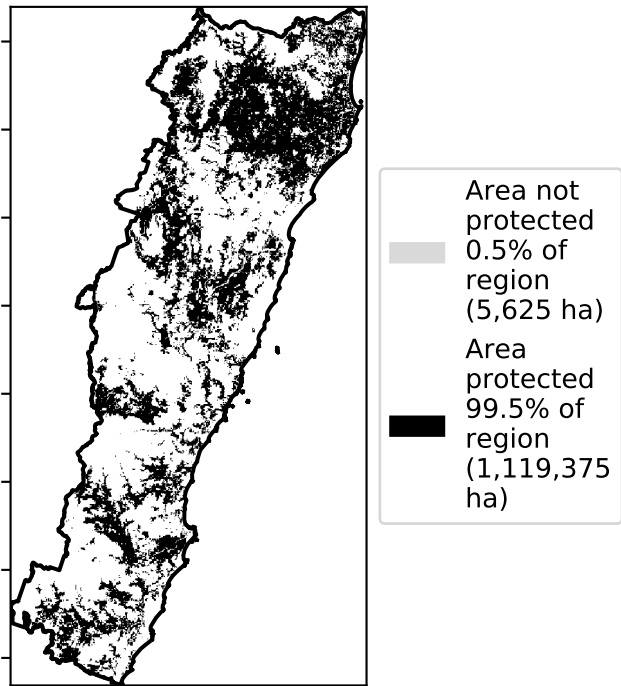 Area not
protected
0.5% of
region
(5,625 ha)
Area
protected
99.5% of
region
(1,119,375
ha)